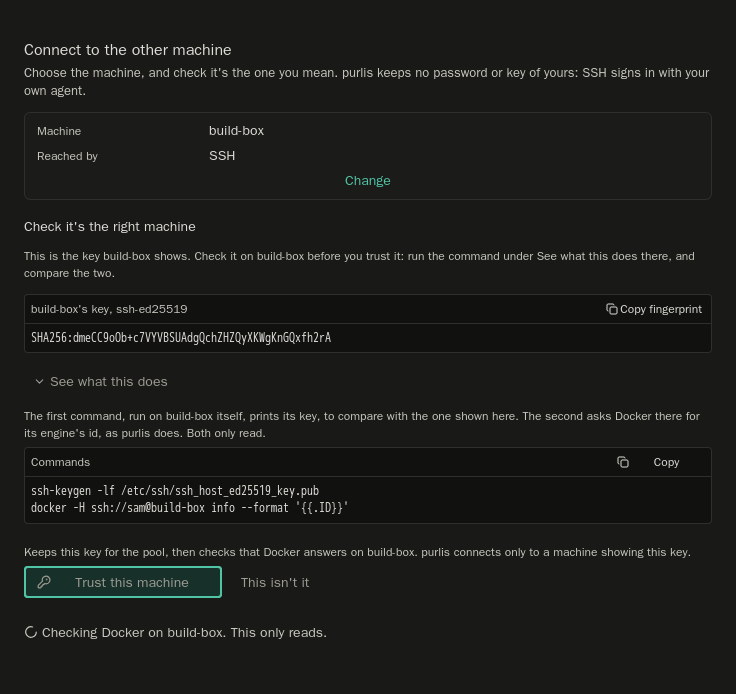 Connect to the other machine
Choose the machine, and check it's the one you mean. purlis keeps no password or key of yours: SSH signs in with your
own agent.
Machine build-box
Reached by SSH
Change
Check it's the right machine
This is the key build-box shows. Check it on build-box before you trust it: run the command under See what this does there, and
compare the two.
build-box's key, ssh-ed25519 Copy fingerprint
SHA256:dmeCC9oOb+c7VYVBSUAdgQchZHZQyXKWgKnGQxfh2rA
See what this does
The first command, run on build-box itself, prints its key, to compare with the one shown here. The second asks Docker there for
its engine's id, as purlis does. Both only read.
Commands Copy
ssh-keygen -lf /etc/ssh/ssh_host_ed25519_key.pub
docker -H ssh://sam@build-box info --format '{{.ID}}'
Keeps this key for the pool, then checks that Docker answers on build-box. purlis connects only to a machine showing this key.
Trust this machine This isn't it
Checking Docker on build-box. This only reads.